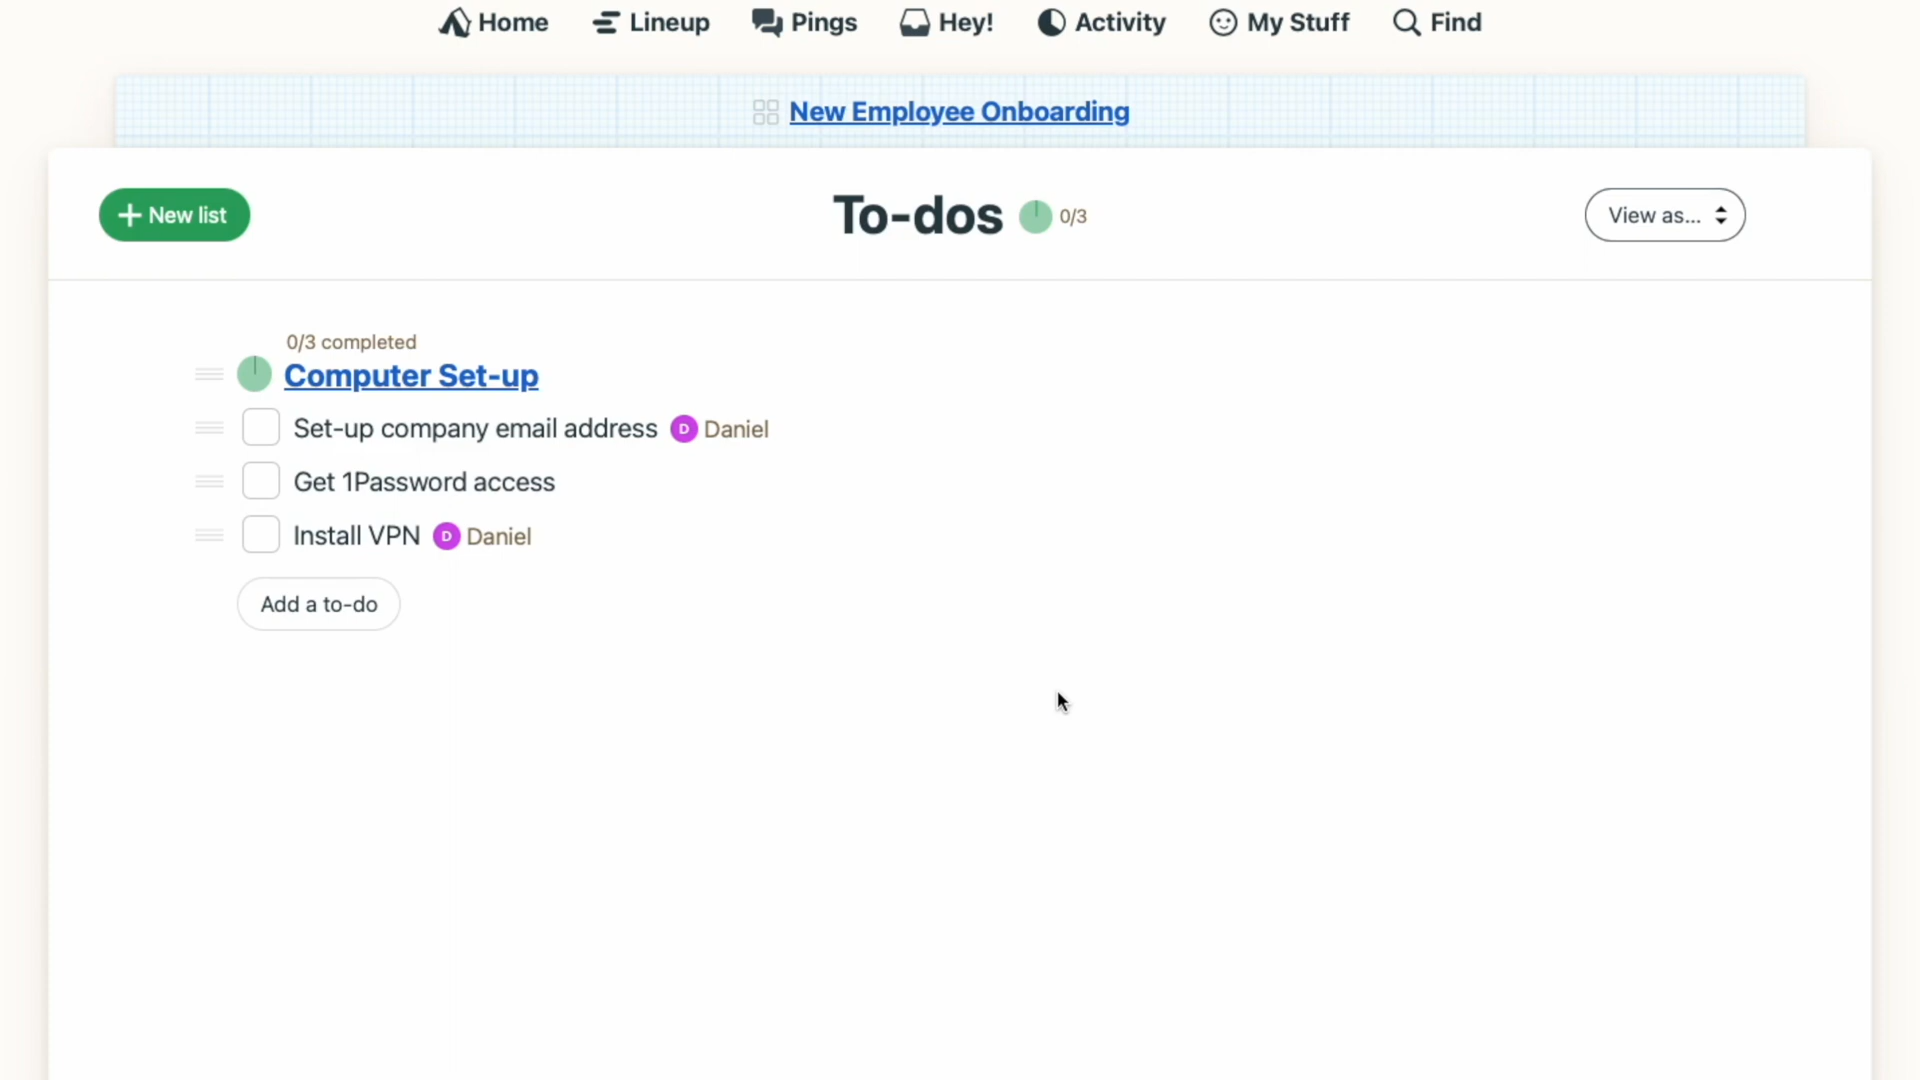 Home Lineup Pings Hey! Activity My Stuff Find
New Employee Onboarding
New list
To-dos 0/3
View as...
0/3 completed
Computer Set-up
Set-up company email address D Daniel
Get 1Password access
Install VPN D Daniel
Add a to-do